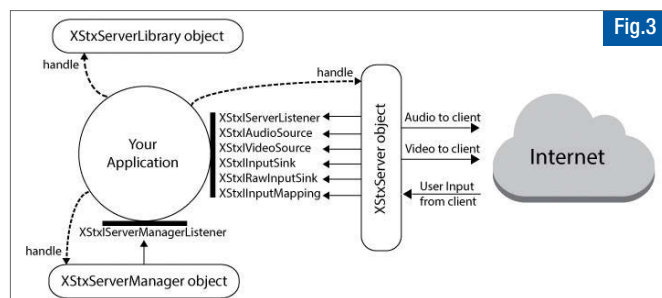 Fig.3
XStxServerLibrary object
handle
handle
Your
Application
XStxIServerListener
XStxIAudioSource
XStxIVideoSource
XStxIInputSink
XStxIRawInputSink
XStxIInputMapping
XStxServer object
Audio to client
Video to client
User Input
from client
Internet
XStxIServerManagerListener
handle
XStxServerManager object